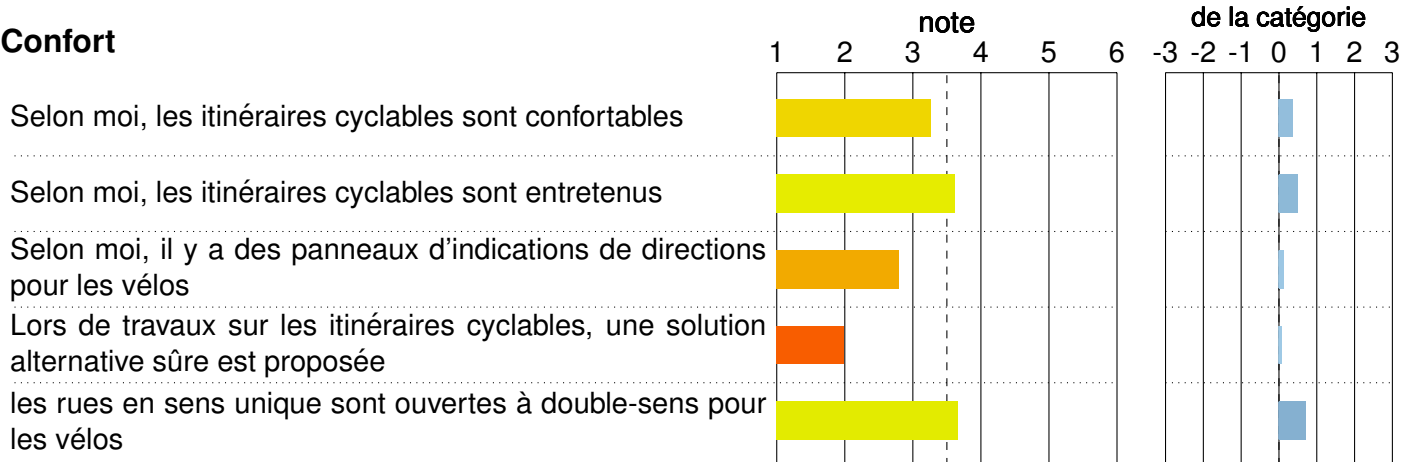 note
de la catégorie
Confort
1 2 3 4 5 6
-3 -2 -1 0 1 2 3
Selon moi, les itinéraires cyclables sont confortables
Selon moi, les itinéraires cyclables sont entretenus
Selon moi, il y a des panneaux d'indications de directions
pour les vélos
Lors de travaux sur les itinéraires cyclables, une solution
alternative sûre est proposée
les rues en sens unique sont ouvertes à double-sens pour
les vélos